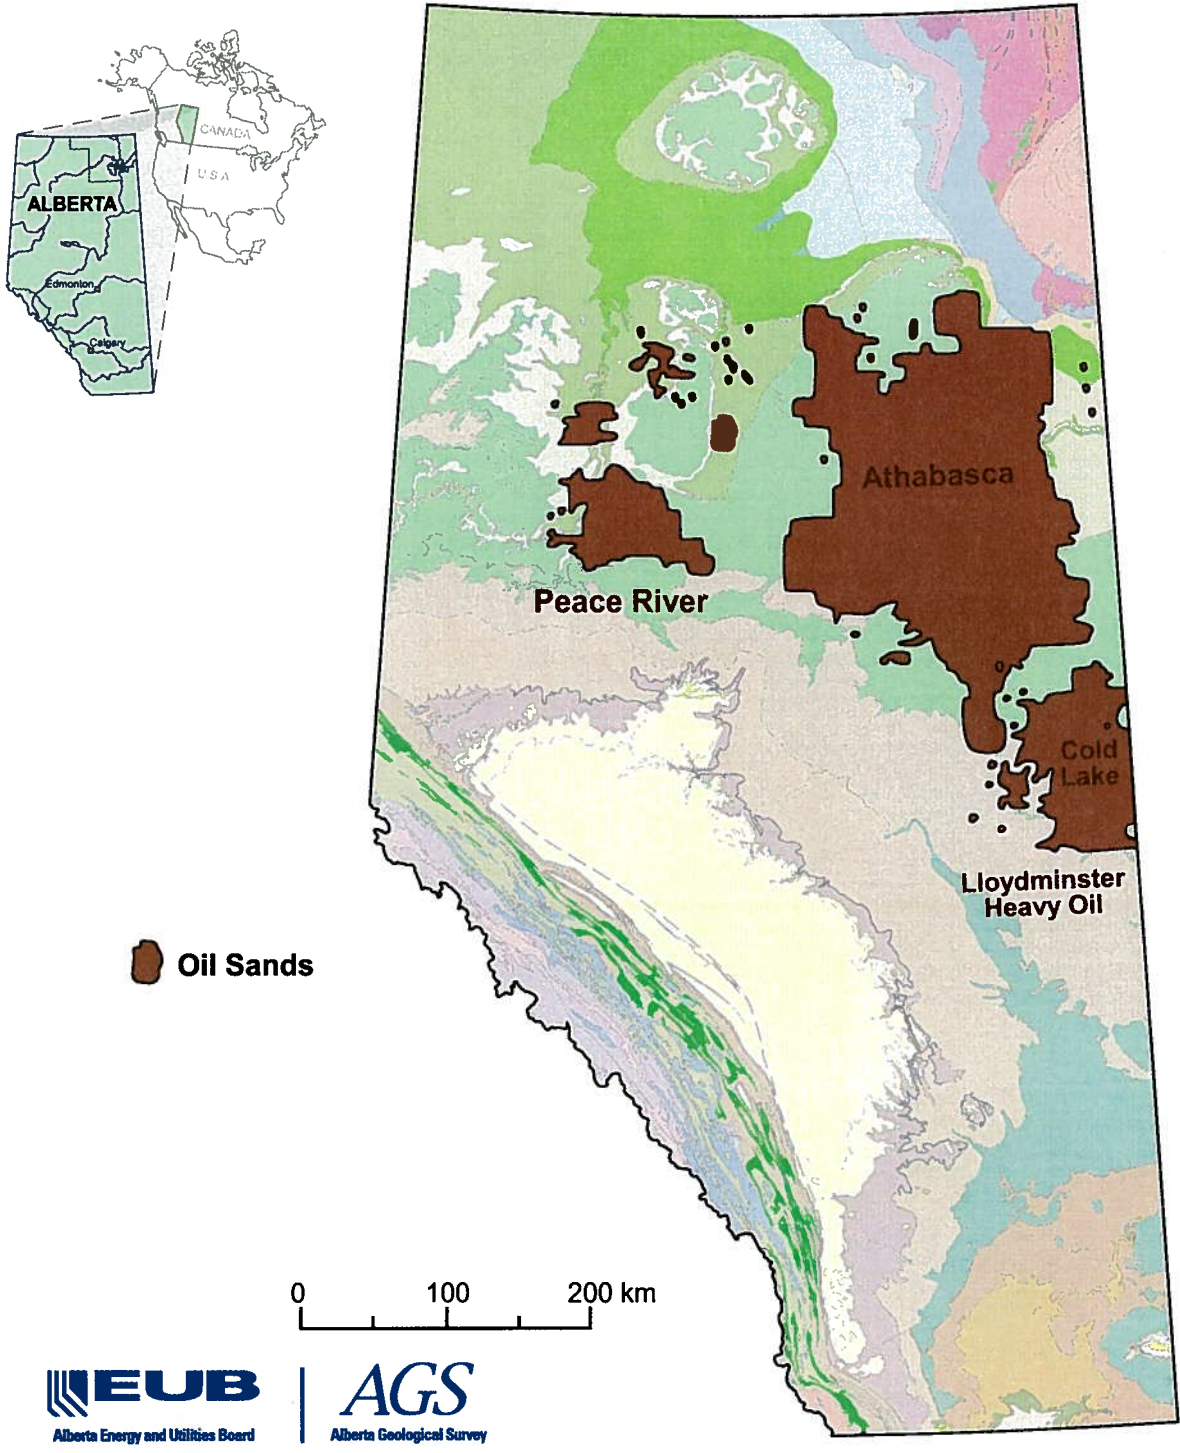 CANADA
U S A
ALBERTA
Edmonton
Calgary
Athabasca
Peace River
Cold
Lake
Lloydminster
Heavy Oil
Oil Sands
0 100 200 km
EUB
Alberta Energy and Utilities Board
AGS
Alberta Geological Survey